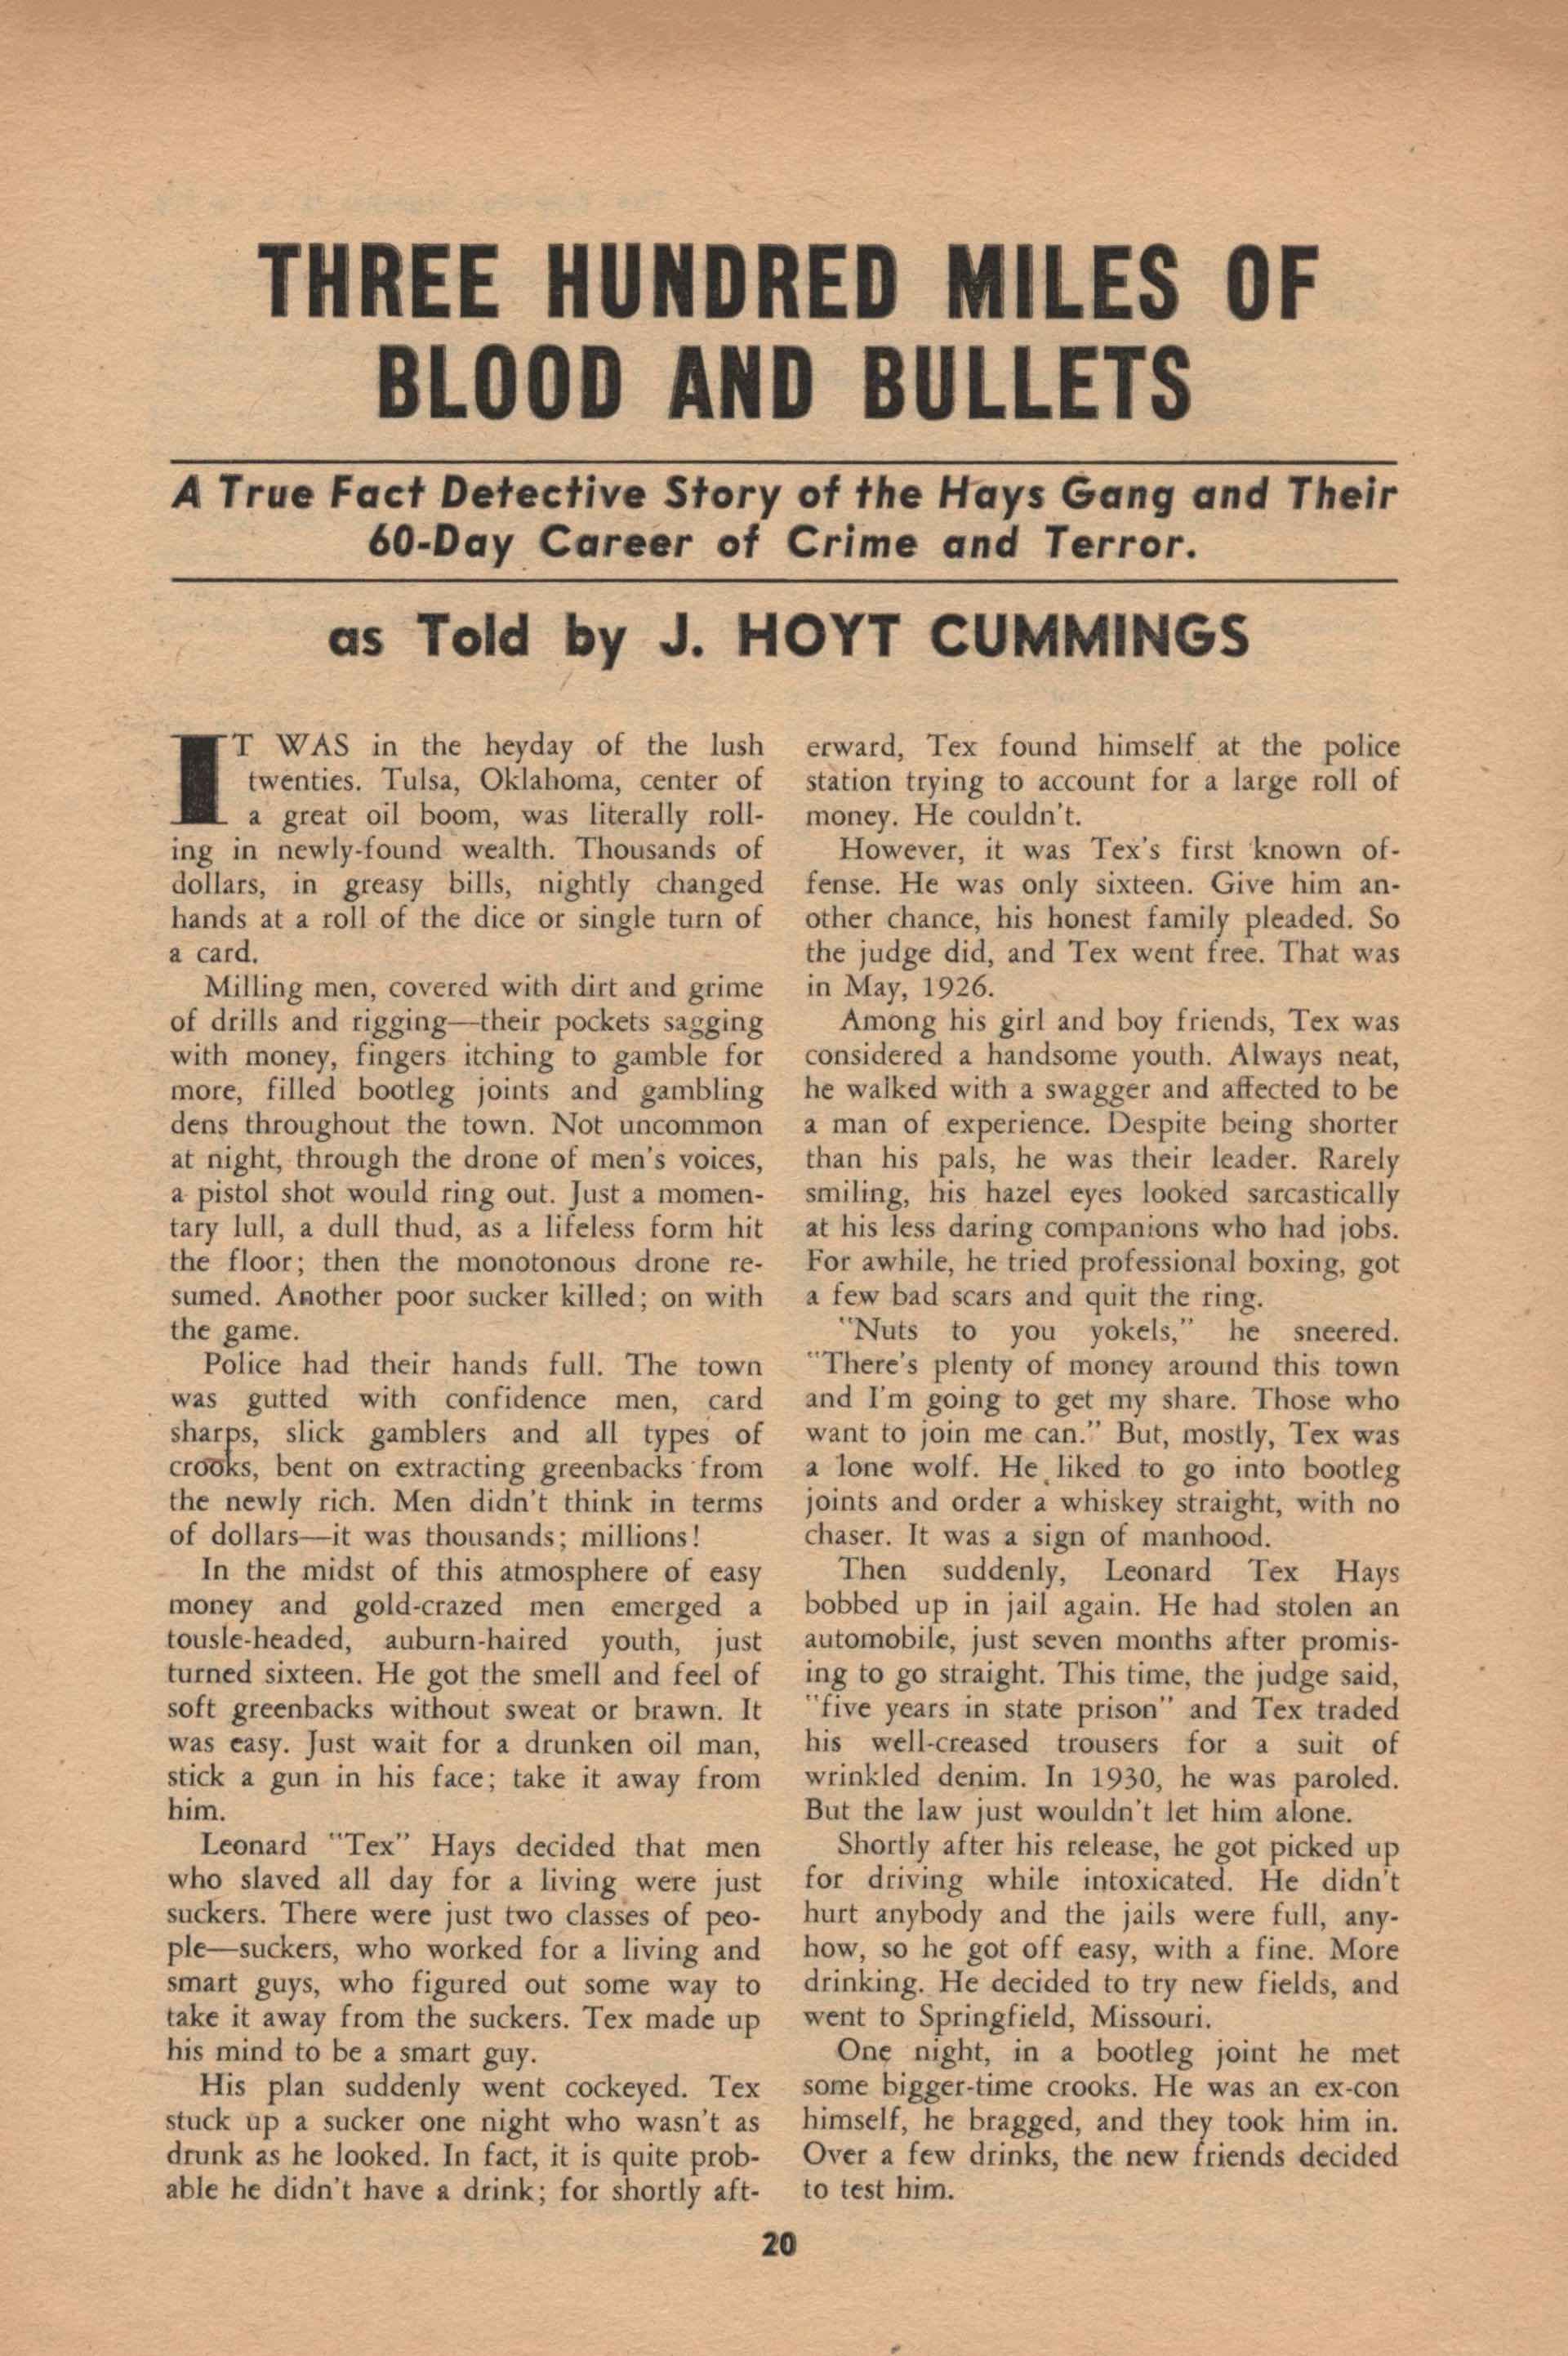 THREE HUNDRED MILES OF
BLOOD AND BULLETS
A True Fact Detective Story of the Hays Gang and Their
60-Day Career of Crime and Terror.
as Told by J. HOYT CUMMINGS
IT WAS in the heyday of the lush
twenties. Tulsa, Oklahoma, center of
a great oil boom, was literally roll-
ing in newly-found wealth. Thousands of
dollars, in greasy bills, nightly changed
hands at a roll of the dice or single turn of
a card.
Milling men, covered with dirt and grime
of drills and rigging—their pockets sagging
with money, fingers itching to gamble for
more, filled bootleg joints and gambling
dens throughout the town. Not uncommon
at night, through the drone of men's voices,
a pistol shot would ring out. Just a momen-
tary lull, a dull thud, as a lifeless form hit
the floor; then the monotonous drone re-
sumed. Another poor sucker killed; on with
the game.
Police had their hands full. The town
was gutted with confidence men, card
sharps, slick gamblers and all types of
crooks, bent on extracting greenbacks from
the newly rich. Men didn't think in terms
of dollars—it was thousands; millions!
In the midst of this atmosphere of easy
money and gold-crazed men emerged a
tousle-headed, auburn-haired youth, just
turned sixteen. He got the smell and feel of
soft greenbacks without sweat or brawn. It
was easy. Just wait for a drunken oil man,
stick a gun in his face; take it away from
him.
Leonard "Tex" Hays decided that men
who slaved all day for a living were just
suckers. There were just two classes of peo-
ple—suckers, who worked for a living and
smart guys, who figured out some way to
take it away from the suckers. Tex made up
his mind to be a smart guy.
His plan suddenly went cockeyed. Tex
stuck up a sucker one night who wasn't as
drunk as he looked. In fact, it is quite prob-
able he didn't have a drink; for shortly aft-
erward, Tex found himself at the police
station trying to account for a large roll of
money. He couldn't.
However, it was Tex's first known of-
fense. He was only sixteen. Give him an-
other chance, his honest family pleaded. So
the judge did, and Tex went free. That was
in May, 1926.
Among his girl and boy friends, Tex was
considered a handsome youth. Always neat,
he walked with a swagger and affected to be
a man of experience. Despite being shorter
than his pals, he was their leader. Rarely
smiling, his hazel eyes looked sarcastically
at his less daring companions who had jobs.
For awhile, he tried professional boxing, got
a few bad scars and quit the ring.
"Nuts to you yokels," he sneered.
"There's plenty of money around this town
and I'm going to get my share. Those who
want to join me can." But, mostly, Tex was
a lone wolf. He liked to go into bootleg
joints and order a whiskey straight, with no
chaser. It was a sign of manhood.
Then suddenly, Leonard Tex Hays
bobbed up in jail again. He had stolen an
automobile, just seven months after promis-
ing to go straight. This time, the judge said,
"five years in state prison" and Tex traded
his well-creased trousers for a suit of
wrinkled denim. In 1930, he was paroled.
But the law just wouldn't let him alone.
Shortly after his release, he got picked up
for driving while intoxicated. He didn't
hurt anybody and the jails were full, any-
how, so he got off easy, with a fine. More
drinking. He decided to try new fields, and
went to Springfield, Missouri.
One night, in a bootleg joint he met
some bigger-time crooks. He was an ex-con
himself, he bragged, and they took him in.
Over a few drinks, the new friends decided
to test him.
20